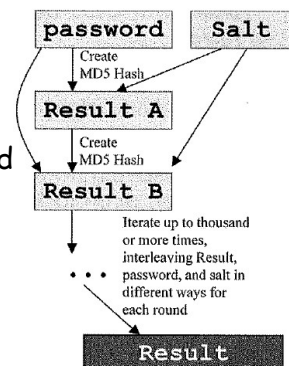 password
Salt
Create
MD5 Hash
Result A
Create
MD5 Hash
d
Result B
Iterate up to thousand
or more times,
interleaving Result,
password, and salt in
different ways for
each round
Result